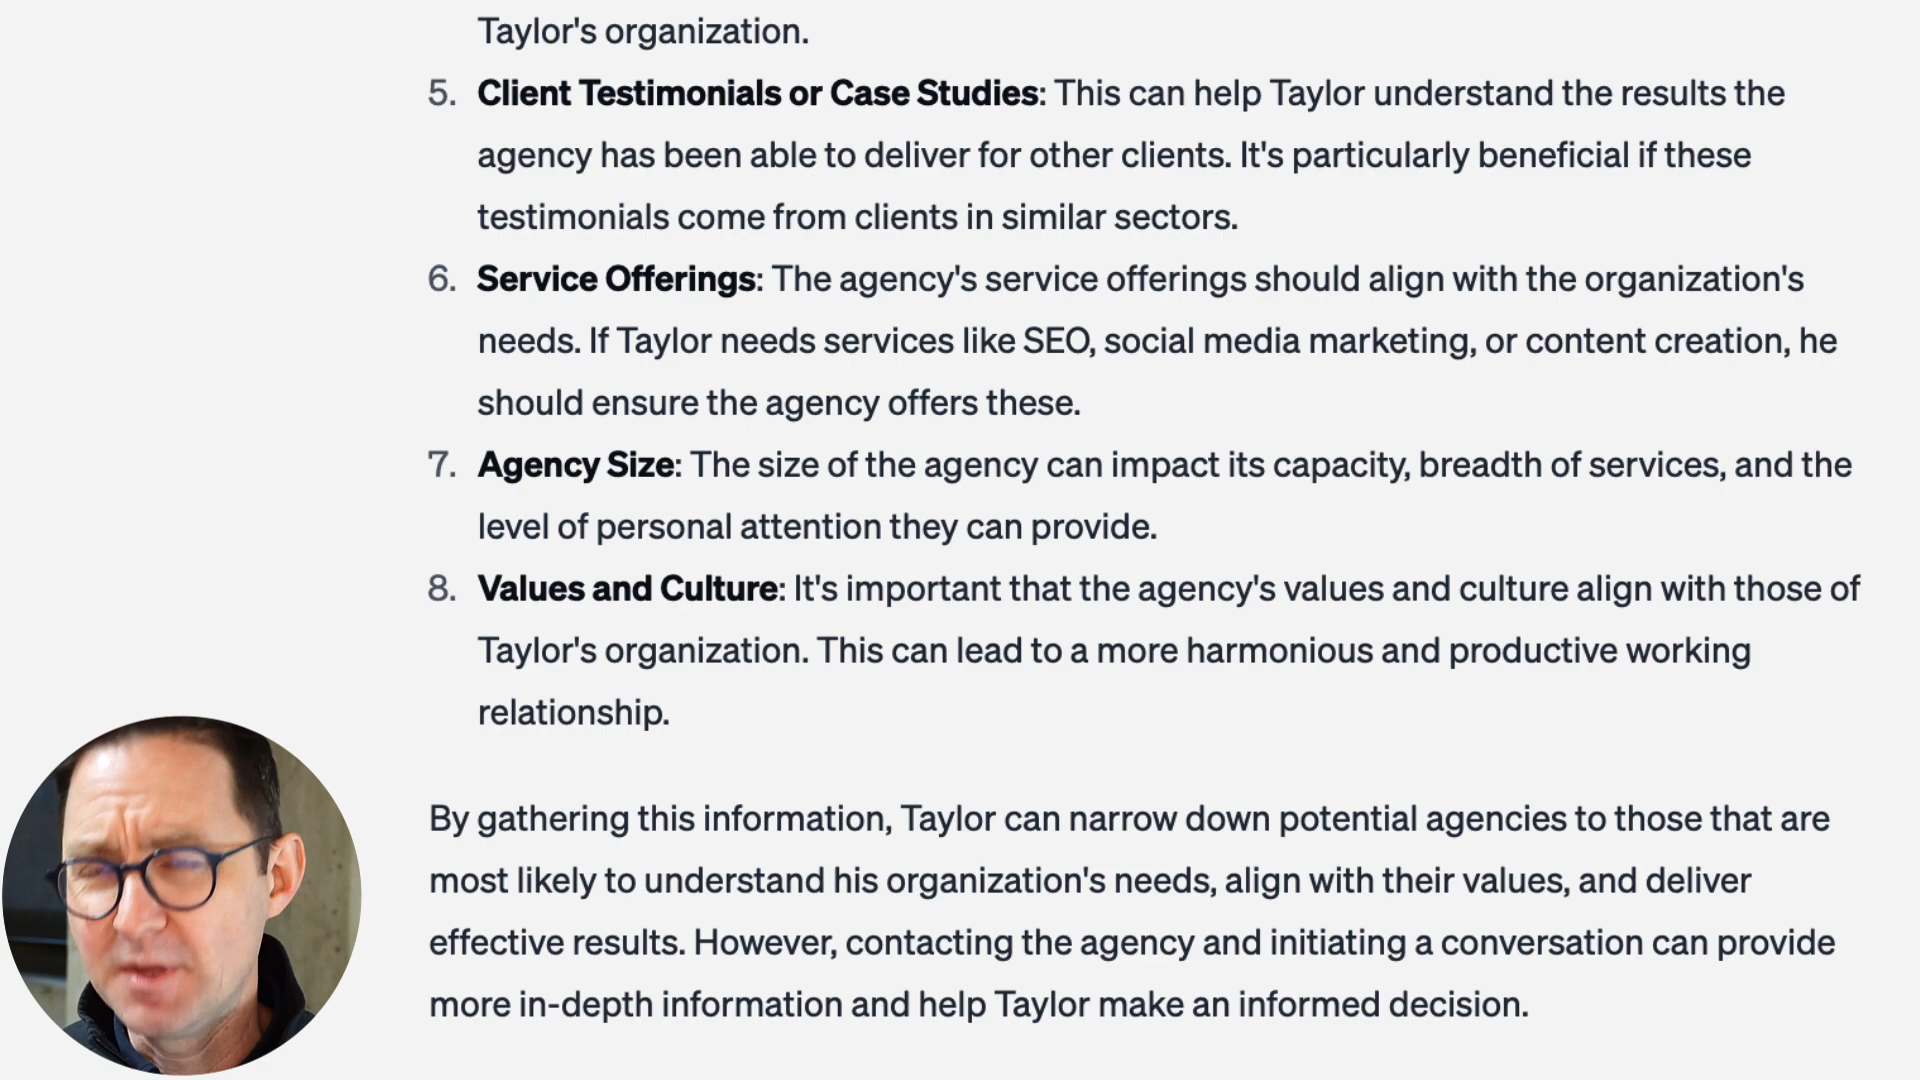 Taylor's organization.
5. Client Testimonials or Case Studies: This can help Taylor understand the results the
agency has been able to deliver for other clients. It's particularly beneficial if these
testimonials come from clients in similar sectors.
6. Service Offerings: The agency's service offerings should align with the organization's
needs. If Taylor needs services like SEO, social media marketing, or content creation, he
should ensure the agency offers these.
7. Agency Size: The size of the agency can impact its capacity, breadth of services, and the
level of personal attention they can provide.
8. Values and Culture: It's important that the agency's values and culture align with those of
Taylor's organization. This can lead to a more harmonious and productive working
relationship.
By gathering this information, Taylor can narrow down potential agencies to those that are
most likely to understand his organization's needs, align with their values, and deliver
effective results. However, contacting the agency and initiating a conversation can provide
more in-depth information and help Taylor make an informed decision.